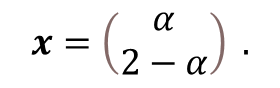 𝒙 = (α
2 − α) .